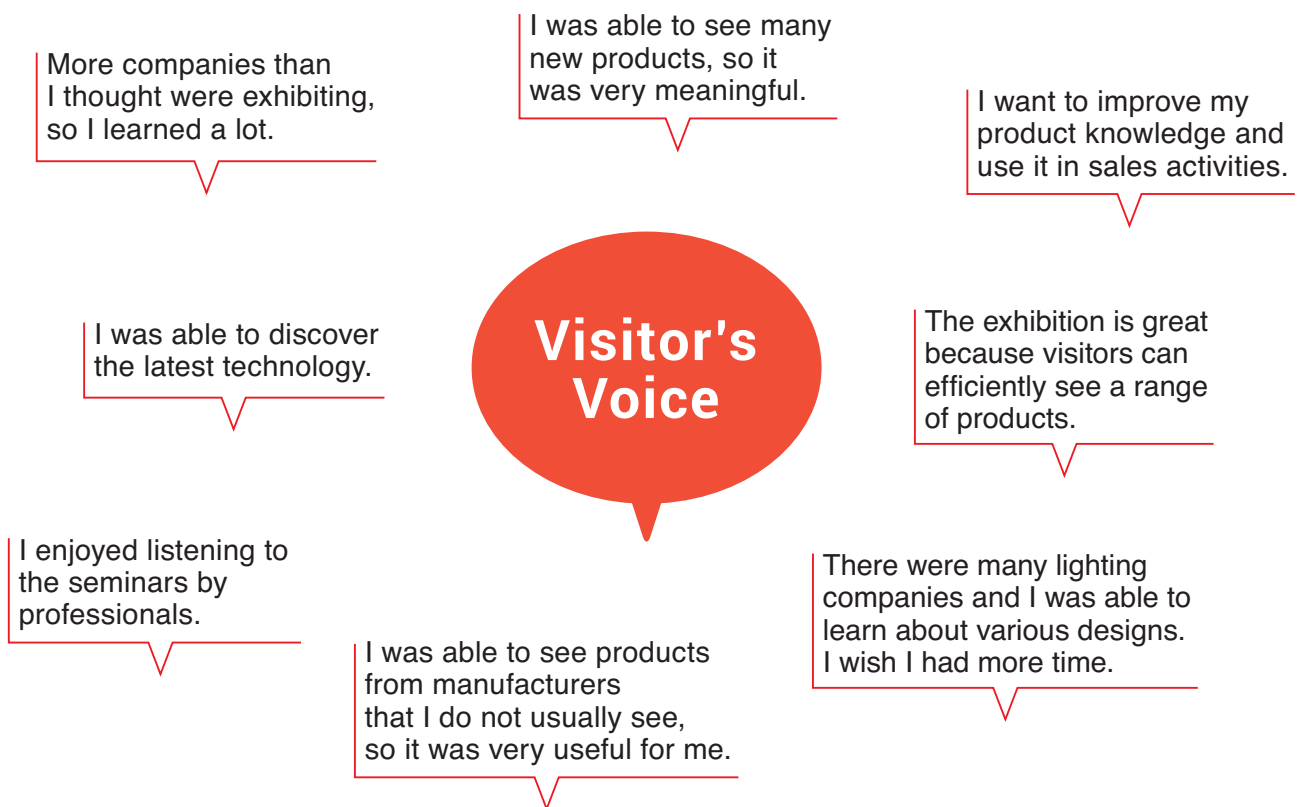 I was able to see many
new products, so it
was very meaningful.
More companies than
I thought were exhibiting,
so I learned a lot.
I want to improve my
product knowledge and
use it in sales activities.
Visitor's
Voice
I was able to discover
the latest technology.
The exhibition is great
because visitors can
efficiently see a range
of products.
I enjoyed listening to
the seminars by
professionals.
There were many lighting
companies and I was able to
learn about various designs.
I wish I had more time.
I was able to see products
from manufacturers
that I do not usually see,
so it was very useful for me.